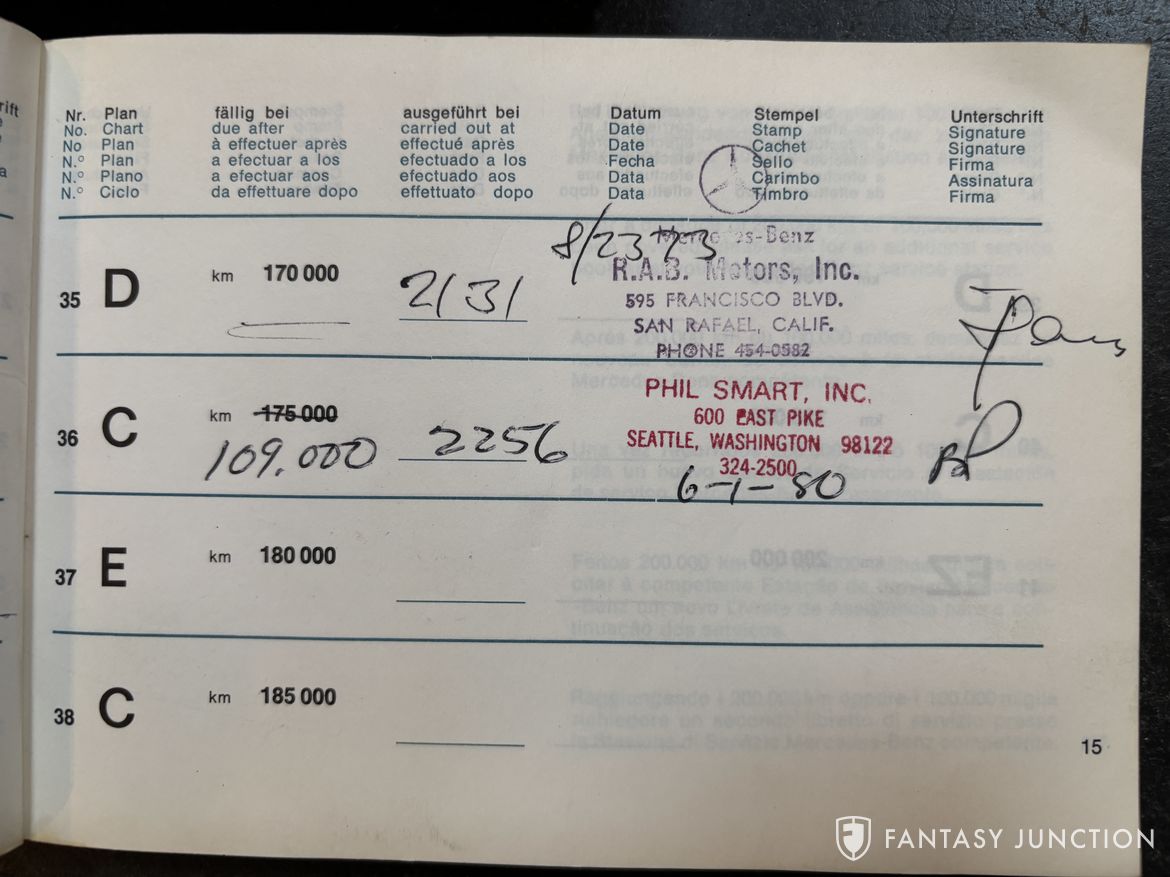 Nr. Plan fällig bei ausgeführt bei Datum Stempel Unterschrift
No. Chart due after carried out at Date Stamp Signature
No Plan à effectuer après effectué après Date Cachet Signature
N.º Plan a efectuar a los efectuado a los Fecha Sello Firma
N.º Plano a efectuar aos efectuado aos Data Carimbo Assinatura
N.º Ciclo da effettuare dopo effettuato dopo Data Timbro Firma
8/23 73
Mercedes-Benz
R.A.B. Motors, Inc.
595 FRANCISCO BLVD.
SAN RAFAEL, CALIF.
PHONE 454-0582
35 D km 170 000 2131
PHIL SMART, INC.
600 EAST PIKE
SEATTLE, WASHINGTON 98122
324-2500
6-1-80
36 C km 175 000
109.000 2256
37 E km 180 000
38 C km 185 000
15
FANTASY JUNCTION